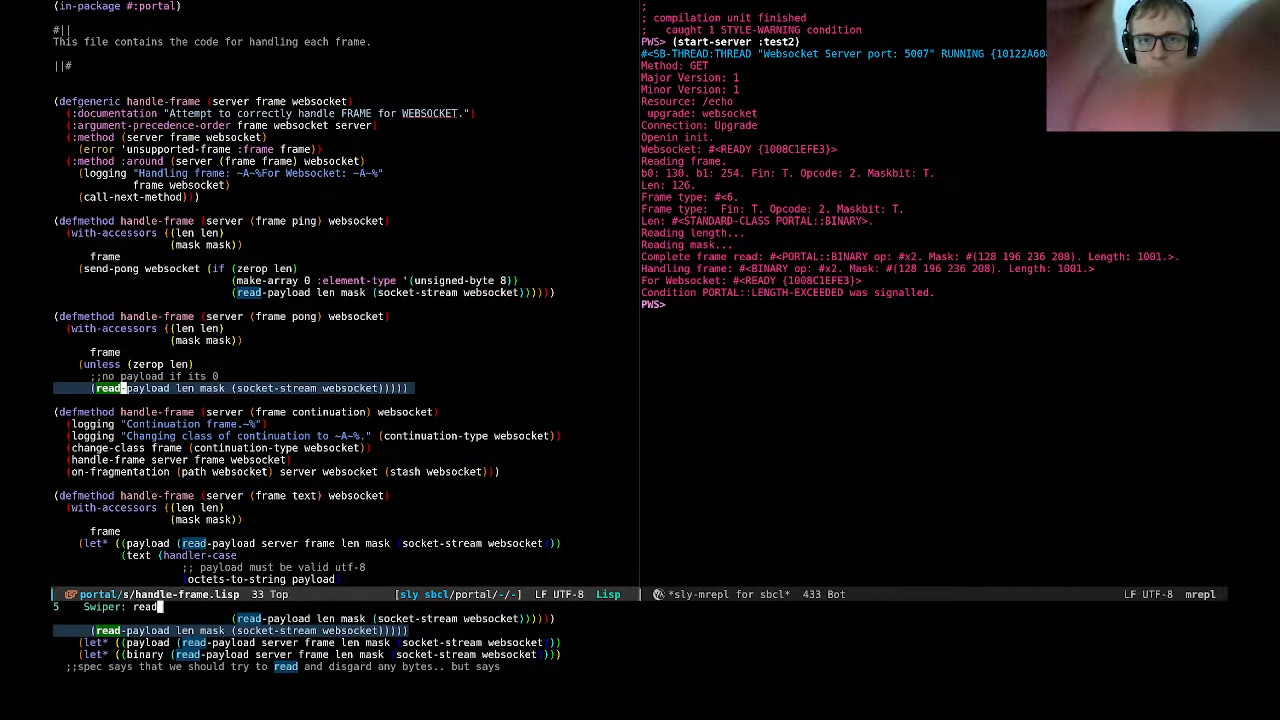 (in-package #:portal)
#||
This file contains the code for handling each frame.
||#
(defgeneric handle-frame (server frame websocket)
(:documentation "Attempt to correctly handle FRAME for WEBSOCKET.")
(:argument-precedence-order frame websocket server)
(:method (server frame websocket)
(error 'unsupported-frame :frame frame))
(:method :around (server (frame frame) websocket)
(logging "Handling frame: ~A~%For Websocket: ~A~%"
frame websocket)
(call-next-method)))
(defmethod handle-frame (server (frame ping) websocket)
(with-accessors ((len len)
(mask mask))
frame
(send-pong websocket (if (zerop len)
(make-array 0 :element-type '(unsigned-byte 8))
(read-payload len mask (socket-stream websocket))))))
(defmethod handle-frame (server (frame pong) websocket)
(with-accessors ((len len)
(mask mask))
frame
(unless (zerop len)
;;no payload if its 0
(read-payload len mask (socket-stream websocket)))))
(defmethod handle-frame (server (frame continuation) websocket)
(logging "Continuation frame.~%")
(logging "Changing class of continuation to ~A~%." (continuation-type websocket))
(change-class frame (continuation-type websocket))
(handle-frame server frame websocket)
(on-fragmentation (path websocket) server websocket (stash websocket)))
(defmethod handle-frame (server (frame text) websocket)
(with-accessors ((len len)
(mask mask))
frame
(let* ((payload (read-payload server frame len mask (socket-stream websocket)))
(text (handler-case
;; payload must be valid utf-8
(octets-to-string payload)
portal/s/handle-frame.lisp 33 Top [sly sbcl/portal/-/-] LF UTF-8 Lisp
5 Swiper: read
(read-payload len mask (socket-stream websocket))))))
(read-payload len mask (socket-stream websocket)))))
(let* ((payload (read-payload server frame len mask (socket-stream websocket)))
(let* ((binary (read-payload server frame len mask (socket-stream websocket)))
;;spec says that we should try to read and disgard any bytes.. but says
;
; compilation unit finished
;   caught 1 STYLE-WARNING condition
PWS> (start-server :test2)
#<SB-THREAD:THREAD "Websocket Server port: 5007" RUNNING {10122A60
Method: GET
Major Version: 1
Minor Version: 1
Resource: /echo
upgrade: websocket
Connection: Upgrade
Openin init.
Websocket: #<READY {1008C1EFE3}>
Reading frame.
b0: 130. b1: 254. Fin: T. Opcode: 2. Maskbit: T.
Len: 126.
Frame type: #<6.
Frame type:  Fin: T. Opcode: 2. Maskbit: T.
Len: #<STANDARD-CLASS PORTAL::BINARY>.
Reading length...
Reading mask...
Complete frame read: #<PORTAL::BINARY op: #x2. Mask: #(128 196 236 208). Length: 1001.>.
Handling frame: #<BINARY op: #x2. Mask: #(128 196 236 208). Length: 1001.>
For Websocket: #<READY {1008C1EFE3}>
Condition PORTAL::LENGTH-EXCEEDED was signalled.
PWS>
*sly-mrepl for sbcl* 433 Bot LF UTF-8 mrepl